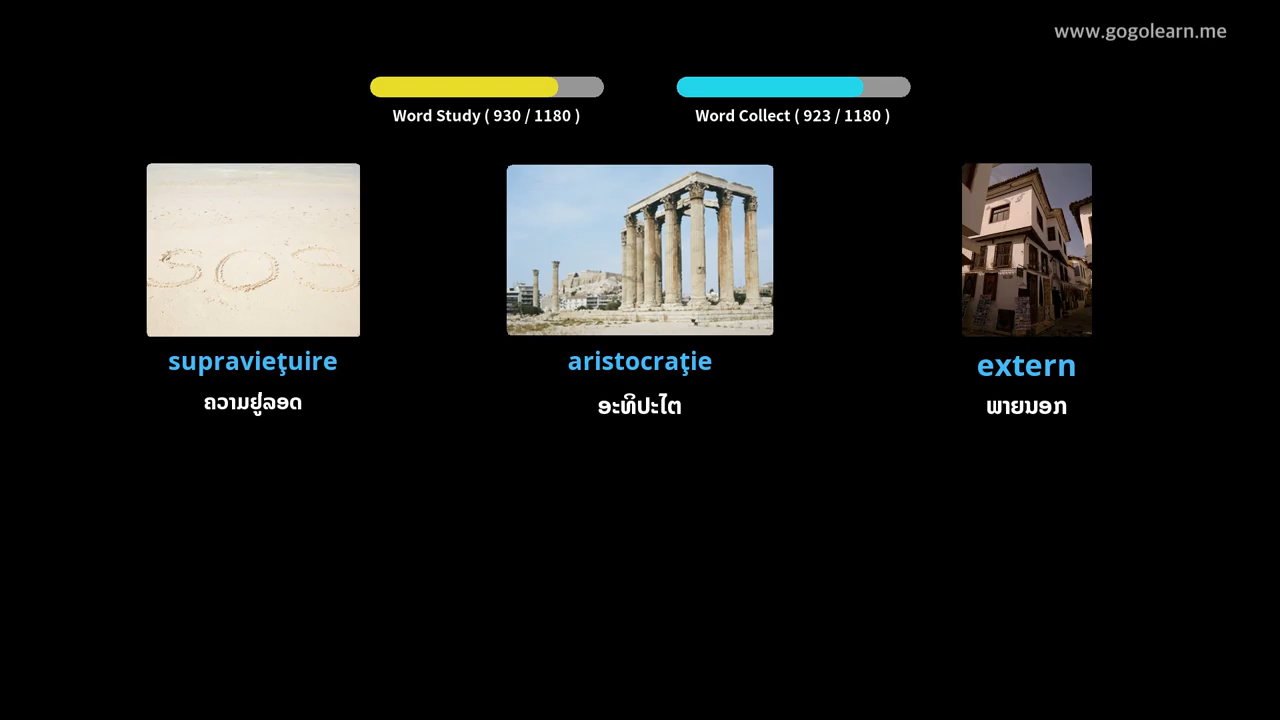 www.gogolearn.me
Word Study ( 930 / 1180 )
Word Collect ( 923 / 1180 )
SOS
supravieţuire
aristocraţie
extern
ຄວາມຢູ່ລອດ
ອະທິປະໄຕ
ພາຍນອກ